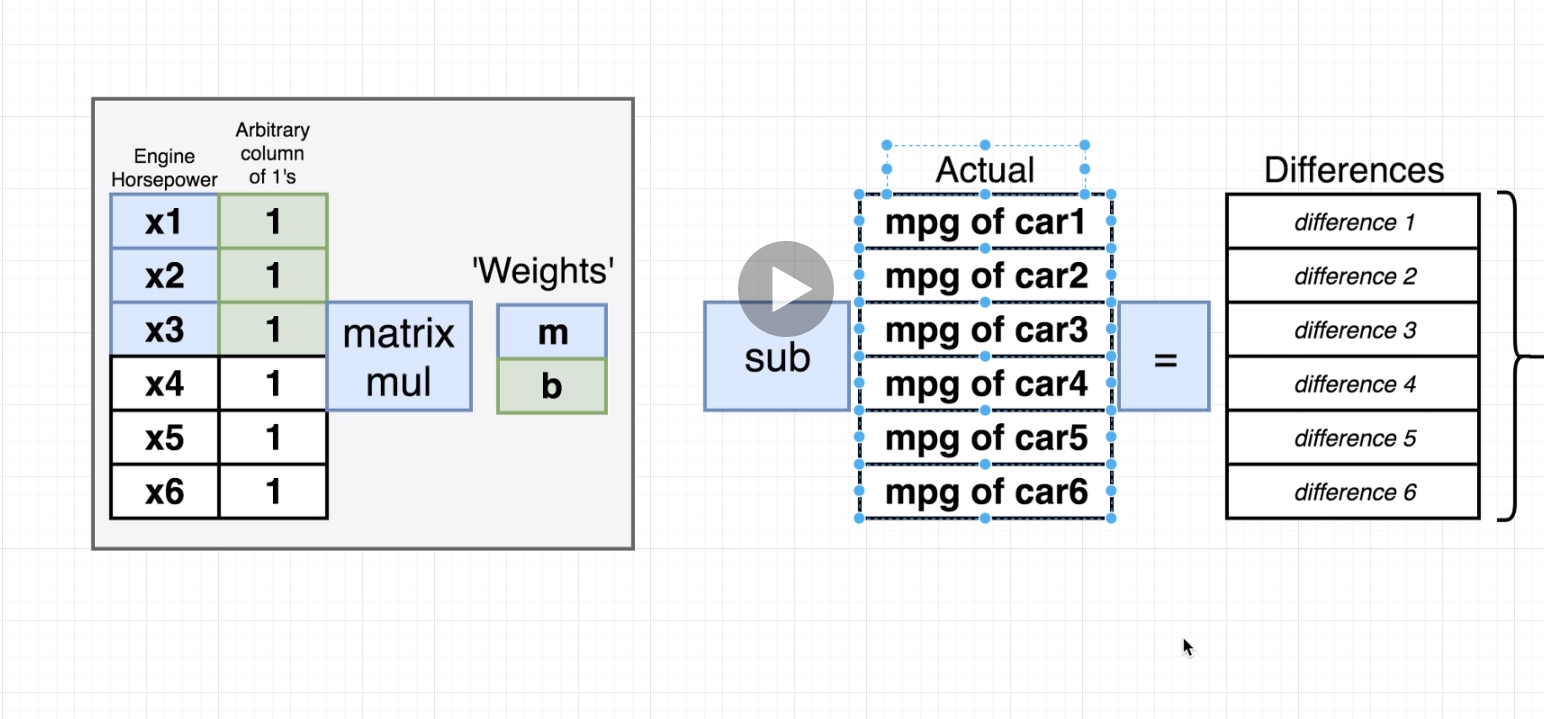 Engine
Horsepower
Arbitrary
column
of 1's
x1 1
x2 1
x3 1
x4 1
x5 1
x6 1
matrix
mul
'Weights'
m
b
sub
Actual
mpg of car1
mpg of car2
mpg of car3
mpg of car4
mpg of car5
mpg of car6
=
Differences
difference 1
difference 2
difference 3
difference 4
difference 5
difference 6